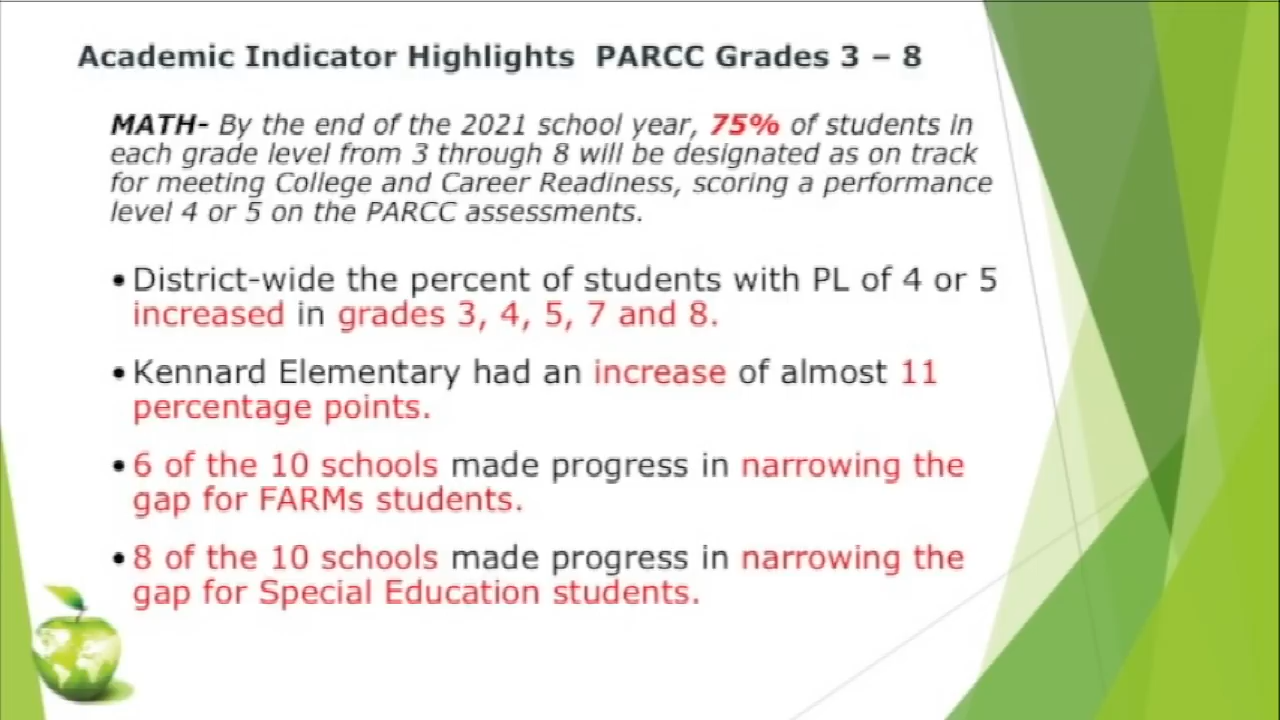 Academic Indicator Highlights PARCC Grades 3 – 8
MATH- By the end of the 2021 school year, 75% of students in
each grade level from 3 through 8 will be designated as on track
for meeting College and Career Readiness, scoring a performance
level 4 or 5 on the PARCC assessments.
• District-wide the percent of students with PL of 4 or 5
increased in grades 3, 4, 5, 7 and 8.
• Kennard Elementary had an increase of almost 11
percentage points.
• 6 of the 10 schools made progress in narrowing the
gap for FARMs students.
• 8 of the 10 schools made progress in narrowing the
gap for Special Education students.